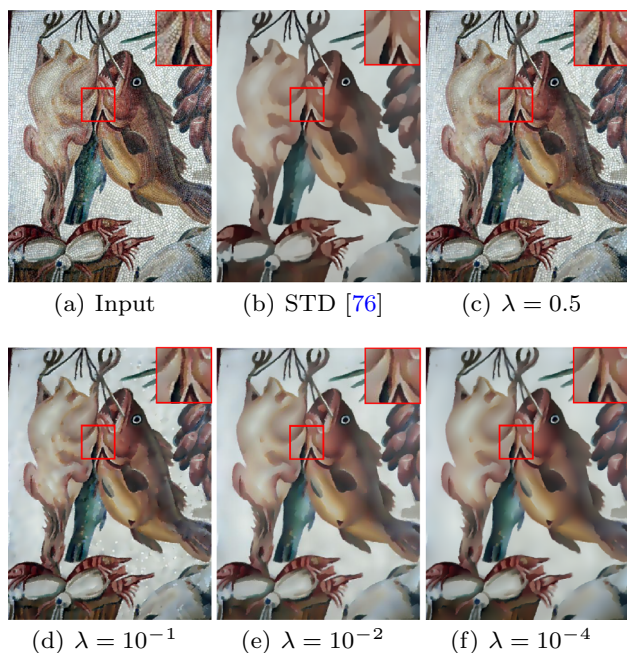 (a) Input (b) STD [76] (c) λ = 0.5
(d) λ = 10⁻¹ (e) λ = 10⁻² (f) λ = 10⁻⁴